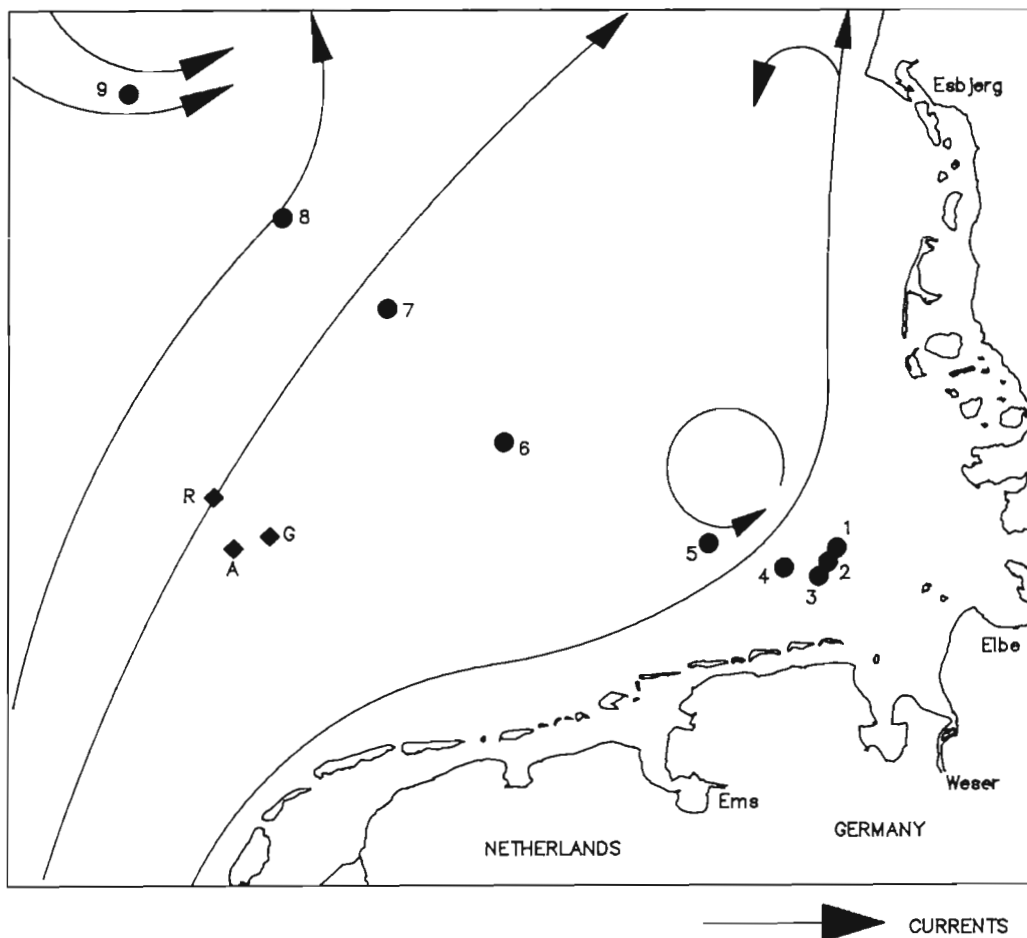 9
Esbjerg
8
7
6
R
G
A
5
1
2
4
3
Elbe
Weser
Ems
GERMANY
NETHERLANDS
CURRENTS